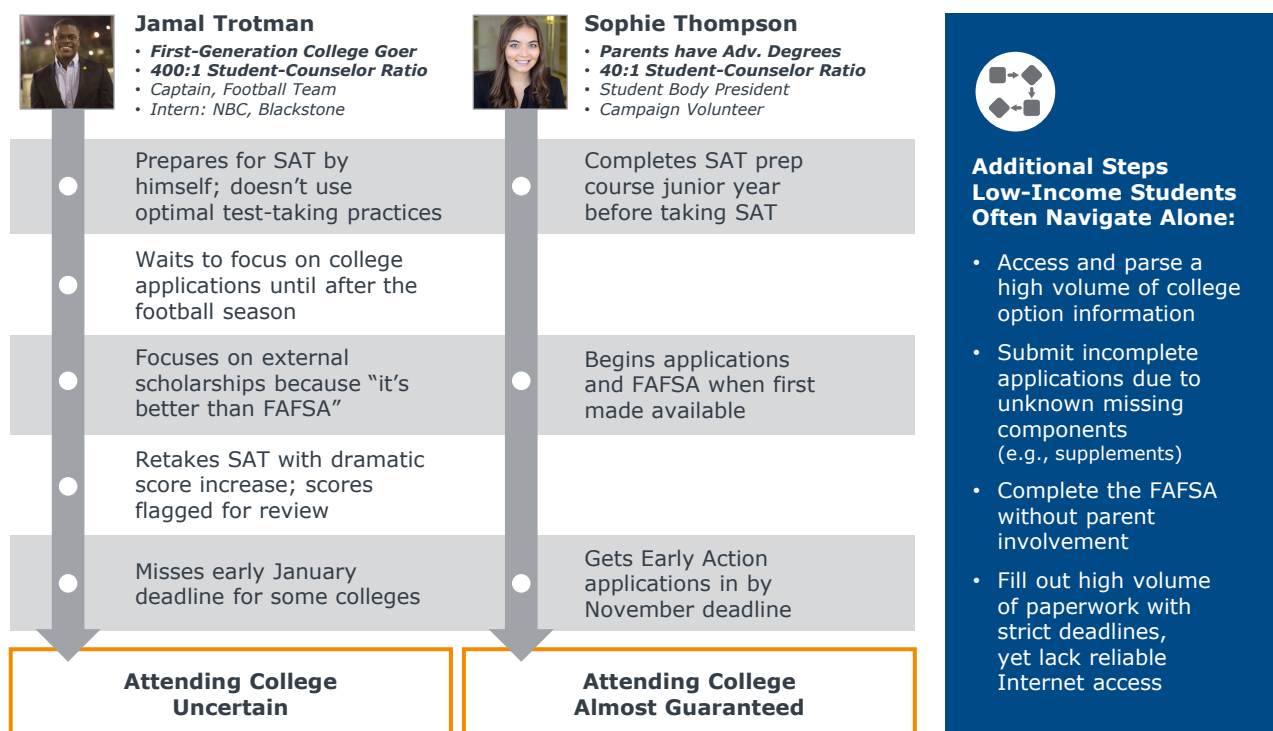 Jamal Trotman
• First-Generation College Goer
• 400:1 Student-Counselor Ratio
• Captain, Football Team
• Intern: NBC, Blackstone
Sophie Thompson
• Parents have Adv. Degrees
• 40:1 Student-Counselor Ratio
• Student Body President
• Campaign Volunteer
Prepares for SAT by
himself; doesn’t use
optimal test-taking practices
Completes SAT prep
course junior year
before taking SAT
Waits to focus on college
applications until after the
football season
Focuses on external
scholarships because “it’s
better than FAFSA”
Begins applications
and FAFSA when first
made available
Retakes SAT with dramatic
score increase; scores
flagged for review
Misses early January
deadline for some colleges
Gets Early Action
applications in by
November deadline
Attending College
Uncertain
Attending College
Almost Guaranteed
Additional Steps
Low-Income Students
Often Navigate Alone:
• Access and parse a
high volume of college
option information
• Submit incomplete
applications due to
unknown missing
components
(e.g., supplements)
• Complete the FAFSA
without parent
involvement
• Fill out high volume
of paperwork with
strict deadlines,
yet lack reliable
Internet access